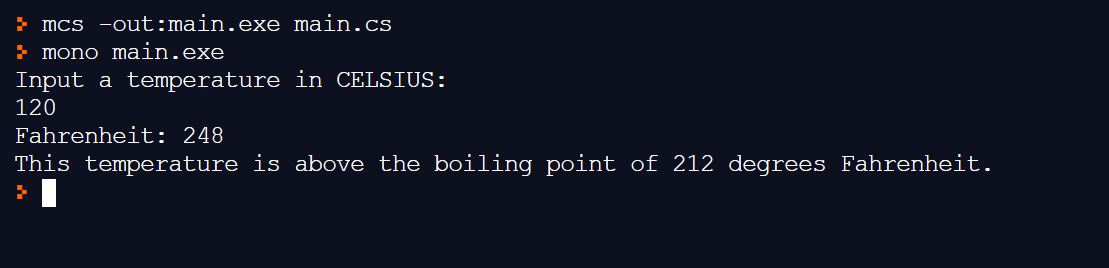 mcs -out:main.exe main.cs
mono main.exe
Input a temperature in CELSIUS:
120
Fahrenheit: 248
This temperature is above the boiling point of 212 degrees Fahrenheit.